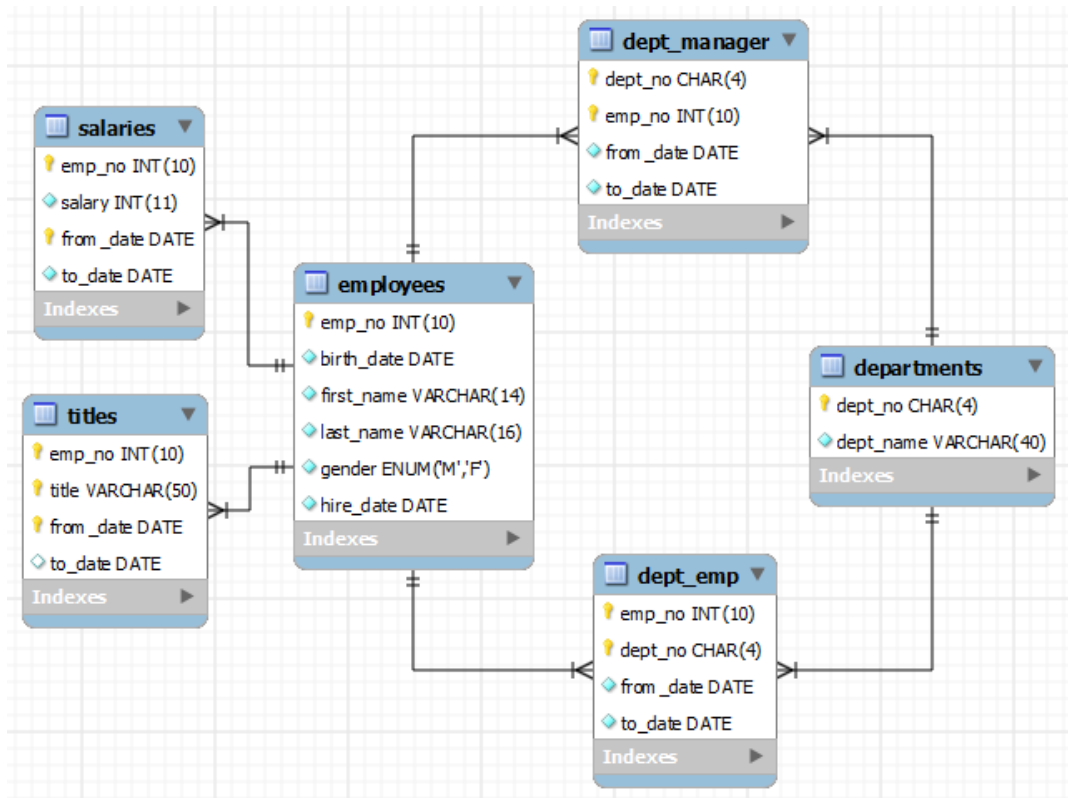 dept_manager
dept_no CHAR(4)
emp_no INT(10)
from_date DATE
to_date DATE
Indexes
salaries
emp_no INT(10)
salary INT(11)
from_date DATE
to_date DATE
Indexes
employees
emp_no INT(10)
birth_date DATE
first_name VARCHAR(14)
last_name VARCHAR(16)
gender ENUM('M','F')
hire_date DATE
Indexes
departments
dept_no CHAR(4)
dept_name VARCHAR(40)
Indexes
titles
emp_no INT(10)
title VARCHAR(50)
from_date DATE
to_date DATE
Indexes
dept_emp
emp_no INT(10)
dept_no CHAR(4)
from_date DATE
to_date DATE
Indexes